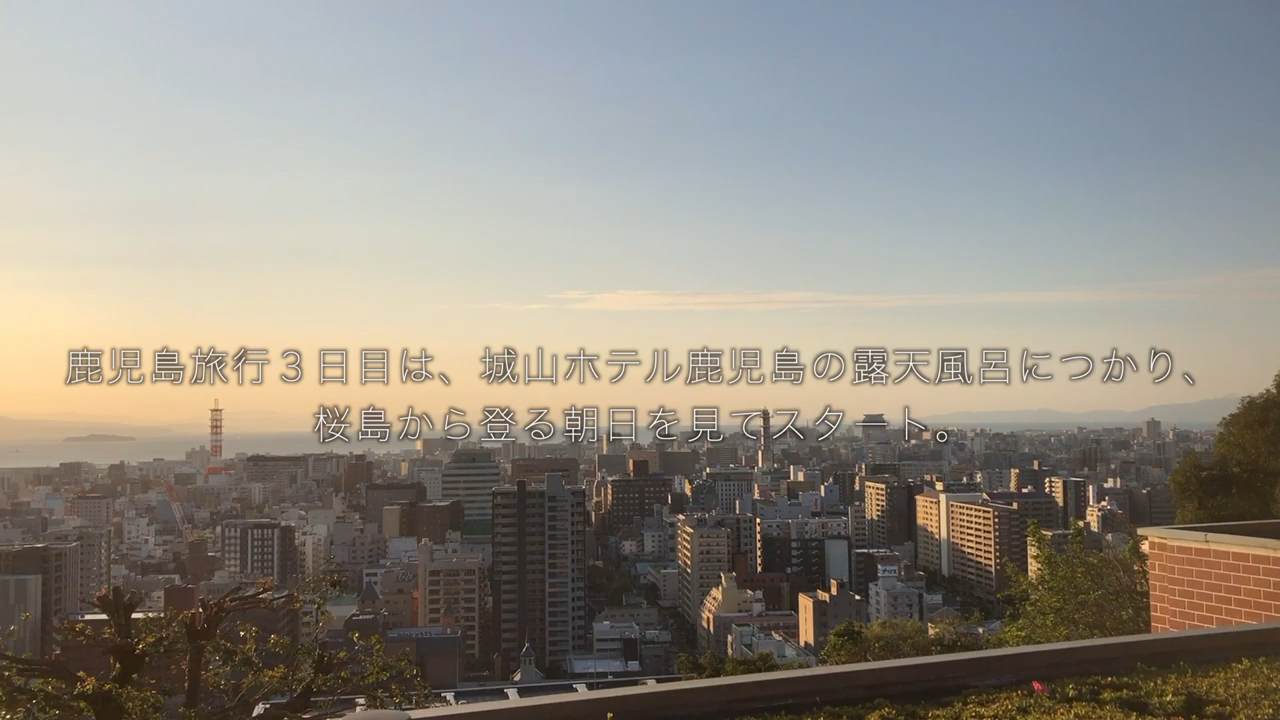 鹿児島旅行３日目は、城山ホテル鹿児島の露天風呂につかり、
桜島から登る朝日を見てスタート。